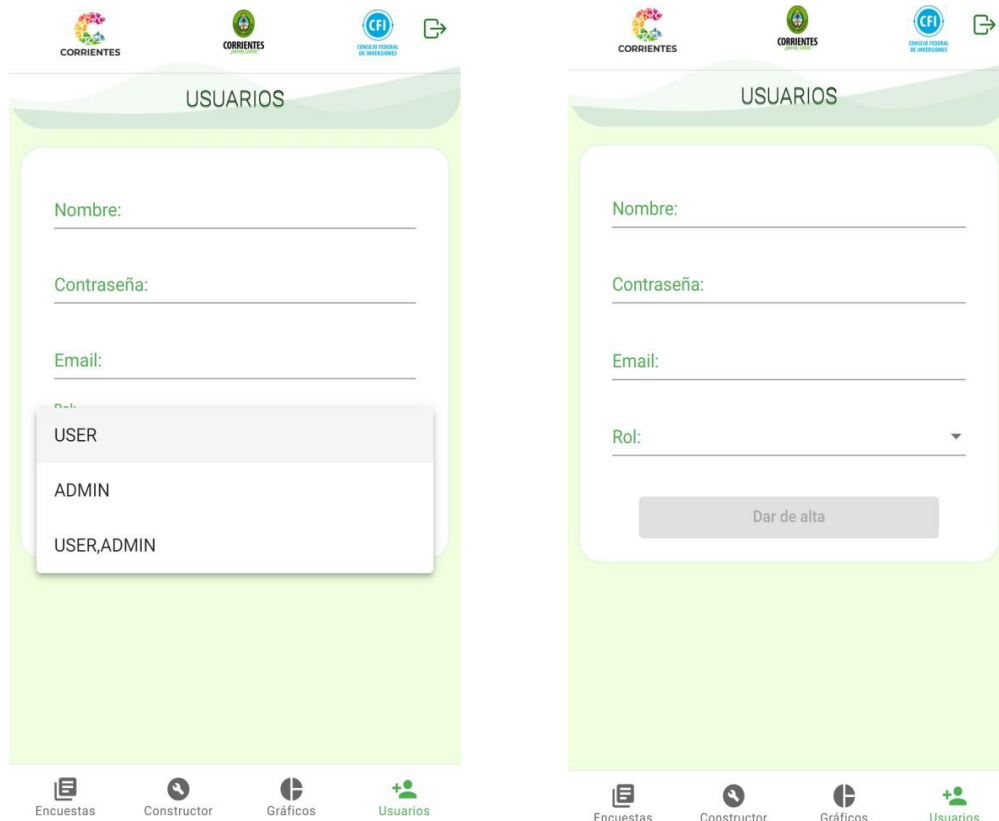 CORRIENTES
CORRIENTES
CFI
CONSEJO FEDERAL
DE INVERSIONES
USUARIOS
Nombre:
Contraseña:
Email:
Rol:
USER
ADMIN
USER,ADMIN
Encuestas
Constructor
Gráficos
Usuarios
CORRIENTES
CORRIENTES
CFI
CONSEJO FEDERAL
DE INVERSIONES
USUARIOS
Nombre:
Contraseña:
Email:
Rol:
Dar de alta
Encuestas
Constructor
Gráficos
Usuarios